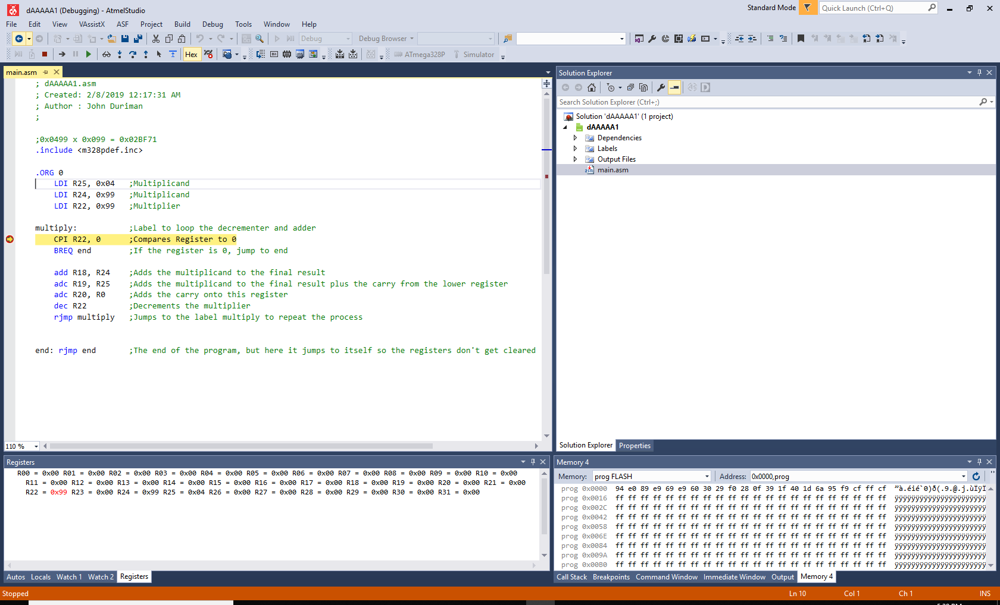 dAAAAA1 (Debugging) - AtmelStudio
Standard Mode
Quick Launch (Ctrl+Q)
File Edit View VAssistX ASF Project Build Debug Tools Window Help
Debug Debug Browser
Hex ATmega328P Simulator
main.asm
; dAAAAA1.asm
; Created: 2/8/2019 12:17:31 AM
; Author : John Duriman
;
;0x0499 x 0x099 = 0x02BF71
.include <m328pdef.inc>
.ORG 0
LDI R25, 0x04 ;Multiplicand
LDI R24, 0x99 ;Multiplicand
LDI R22, 0x99 ;Multiplier
multiply: ;Label to loop the decrementer and adder
CPI R22, 0 ;Compares Register to 0
BREQ end ;If the register is 0, jump to end
add R18, R24 ;Adds the multiplicand to the final result
adc R19, R25 ;Adds the multiplicand to the final result plus the carry from the lower register
adc R20, R0 ;Adds the carry onto this register
dec R22 ;Decrements the multiplier
rjmp multiply ;Jumps to the label multiply to repeat the process
end: rjmp end ;The end of the program, but here it jumps to itself so the registers don't get cleared
110 %
Solution Explorer
Search Solution Explorer (Ctrl+;)
Solution 'dAAAAA1' (1 project)
dAAAAA1
Dependencies
Labels
Output Files
main.asm
Solution Explorer Properties
Registers
R00 = 0x00 R01 = 0x00 R02 = 0x00 R03 = 0x00 R04 = 0x00 R05 = 0x00 R06 = 0x00 R07 = 0x00 R08 = 0x00 R09 = 0x00 R10 = 0x00
R11 = 0x00 R12 = 0x00 R13 = 0x00 R14 = 0x00 R15 = 0x00 R16 = 0x00 R17 = 0x00 R18 = 0x00 R19 = 0x00 R20 = 0x00 R21 = 0x00
R22 = 0x99 R23 = 0x00 R24 = 0x99 R25 = 0x04 R26 = 0x00 R27 = 0x00 R28 = 0x00 R29 = 0x00 R30 = 0x00 R31 = 0x00
Autos Locals Watch 1 Watch 2 Registers
Memory 4
Memory: prog FLASH Address: 0x0000,prog
prog 0x0000 94 e0 89 e9 69 e9 60 30 29 f0 28 0f 39 1f 40 1d 6a 95 f9 cf ff cf ”à.éié`0)ð(.9.@.j.ùÏÿÏ
prog 0x0016 ff ff ff ff ff ff ff ff ff ff ff ff ff ff ff ff ff ff ff ff ff ff ÿÿÿÿÿÿÿÿÿÿÿÿÿÿÿÿÿÿÿÿÿÿ
prog 0x002C ff ff ff ff ff ff ff ff ff ff ff ff ff ff ff ff ff ff ff ff ff ff ÿÿÿÿÿÿÿÿÿÿÿÿÿÿÿÿÿÿÿÿÿÿ
prog 0x0042 ff ff ff ff ff ff ff ff ff ff ff ff ff ff ff ff ff ff ff ff ff ff ÿÿÿÿÿÿÿÿÿÿÿÿÿÿÿÿÿÿÿÿÿÿ
prog 0x0058 ff ff ff ff ff ff ff ff ff ff ff ff ff ff ff ff ff ff ff ff ff ff ÿÿÿÿÿÿÿÿÿÿÿÿÿÿÿÿÿÿÿÿÿÿ
prog 0x006E ff ff ff ff ff ff ff ff ff ff ff ff ff ff ff ff ff ff ff ff ff ff ÿÿÿÿÿÿÿÿÿÿÿÿÿÿÿÿÿÿÿÿÿÿ
prog 0x0084 ff ff ff ff ff ff ff ff ff ff ff ff ff ff ff ff ff ff ff ff ff ff ÿÿÿÿÿÿÿÿÿÿÿÿÿÿÿÿÿÿÿÿÿÿ
prog 0x009A ff ff ff ff ff ff ff ff ff ff ff ff ff ff ff ff ff ff ff ff ff ff ÿÿÿÿÿÿÿÿÿÿÿÿÿÿÿÿÿÿÿÿÿÿ
prog 0x00B0 ff ff ff ff ff ff ff ff ff ff ff ff ff ff ff ff ff ff ff ff ff ff ÿÿÿÿÿÿÿÿÿÿÿÿÿÿÿÿÿÿÿÿÿÿ
Call Stack Breakpoints Command Window Immediate Window Output Memory 4
Stopped Ln 10 Col 1 Ch 1 INS